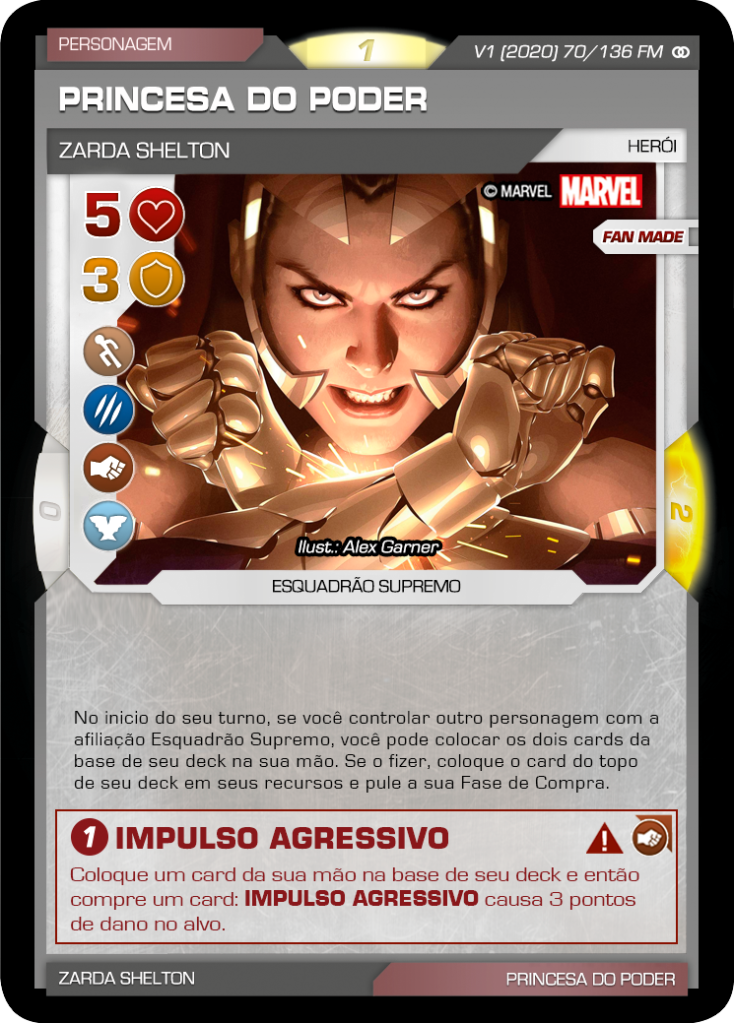 PERSONAGEM
1
V1 (2020) 70/136 FM
PRINCESA DO PODER
ZARDA SHELTON
HERÓI
© MARVEL MARVEL
5
FAN MADE
3
0
2
Ilust.: Alex Garner
ESQUADRÃO SUPREMO
No inicio do seu turno, se você controlar outro personagem com a
afiliação Esquadrão Supremo, você pode colocar os dois cards da
base de seu deck na sua mão. Se o fizer, coloque o card do topo
de seu deck em seus recursos e pule a sua Fase de Compra.
1 IMPULSO AGRESSIVO
Coloque um card da sua mão na base de seu deck e então
compre um card: IMPULSO AGRESSIVO causa 3 pontos
de dano no alvo.
ZARDA SHELTON
PRINCESA DO PODER